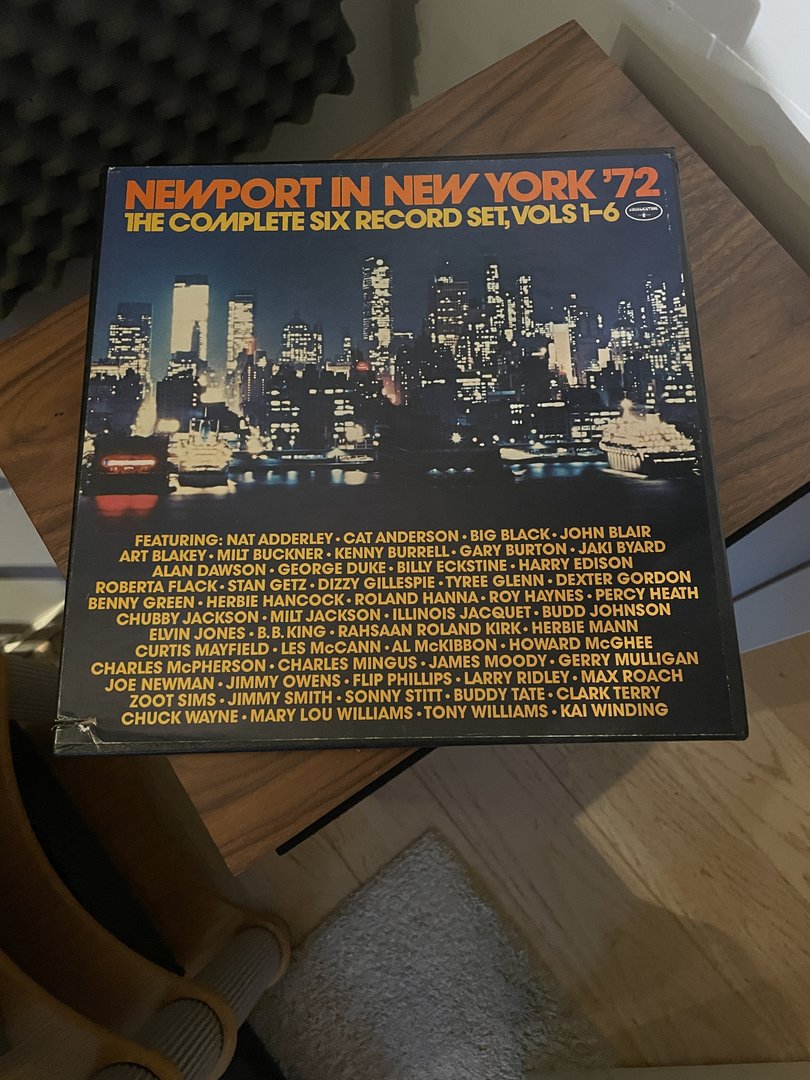 NEWPORT IN NEW YORK '72
THE COMPLETE SIX RECORD SET, VOLS 1-6
FEATURING: NAT ADDERLEY • CAT ANDERSON • BIG BLACK • JOHN BLAIR
ART BLAKEY • MILT BUCKNER • KENNY BURRELL • GARY BURTON • JAKI BYARD
ALAN DAWSON • GEORGE DUKE • BILLY ECKSTINE • HARRY EDISON
ROBERTA FLACK • STAN GETZ • DIZZY GILLESPIE • TYREE GLENN • DEXTER GORDON
BENNY GREEN • HERBIE HANCOCK • ROLAND HANNA • ROY HAYNES • PERCY HEATH
CHUBBY JACKSON • MILT JACKSON • ILLINOIS JACQUET • BUDD JOHNSON
ELVIN JONES • B.B. KING • RAHSAAN ROLAND KIRK • HERBIE MANN
CURTIS MAYFIELD • LES McCANN • AL McKIBBON • HOWARD McGHEE
CHARLES McPHERSON • CHARLES MINGUS • JAMES MOODY • GERRY MULLIGAN
JOE NEWMAN • JIMMY OWENS • FLIP PHILLIPS • LARRY RIDLEY • MAX ROACH
ZOOT SIMS • JIMMY SMITH • SONNY STITT • BUDDY TATE • CLARK TERRY
CHUCK WAYNE • MARY LOU WILLIAMS • TONY WILLIAMS • KAI WINDING